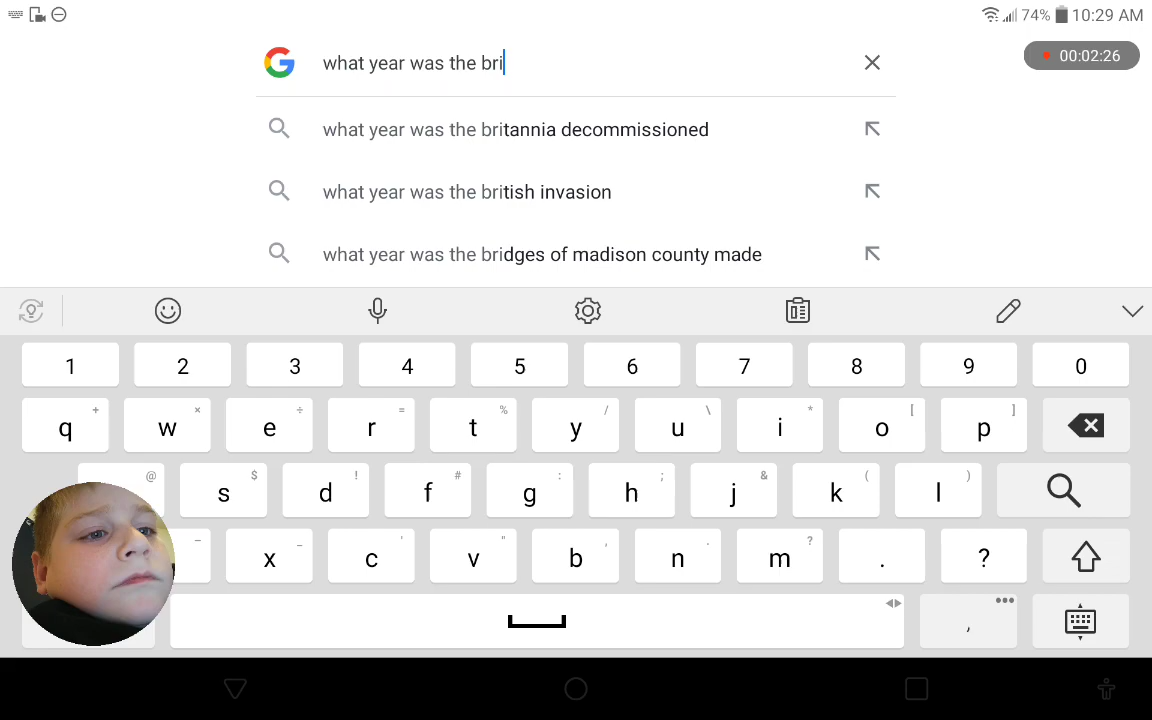 74% 10:29 AM
what year was the bri
00:02:26
what year was the britannia decommissioned
what year was the british invasion
what year was the bridges of madison county made
1 2 3 4 5 6 7 8 9 0
+ × ÷ = % / \ * [ ]
q w e r t y u i o p
@ $ ! # : ; & ( )
s d f g h j k l
- _ ' " , . ?
x c v b n m . ?
,